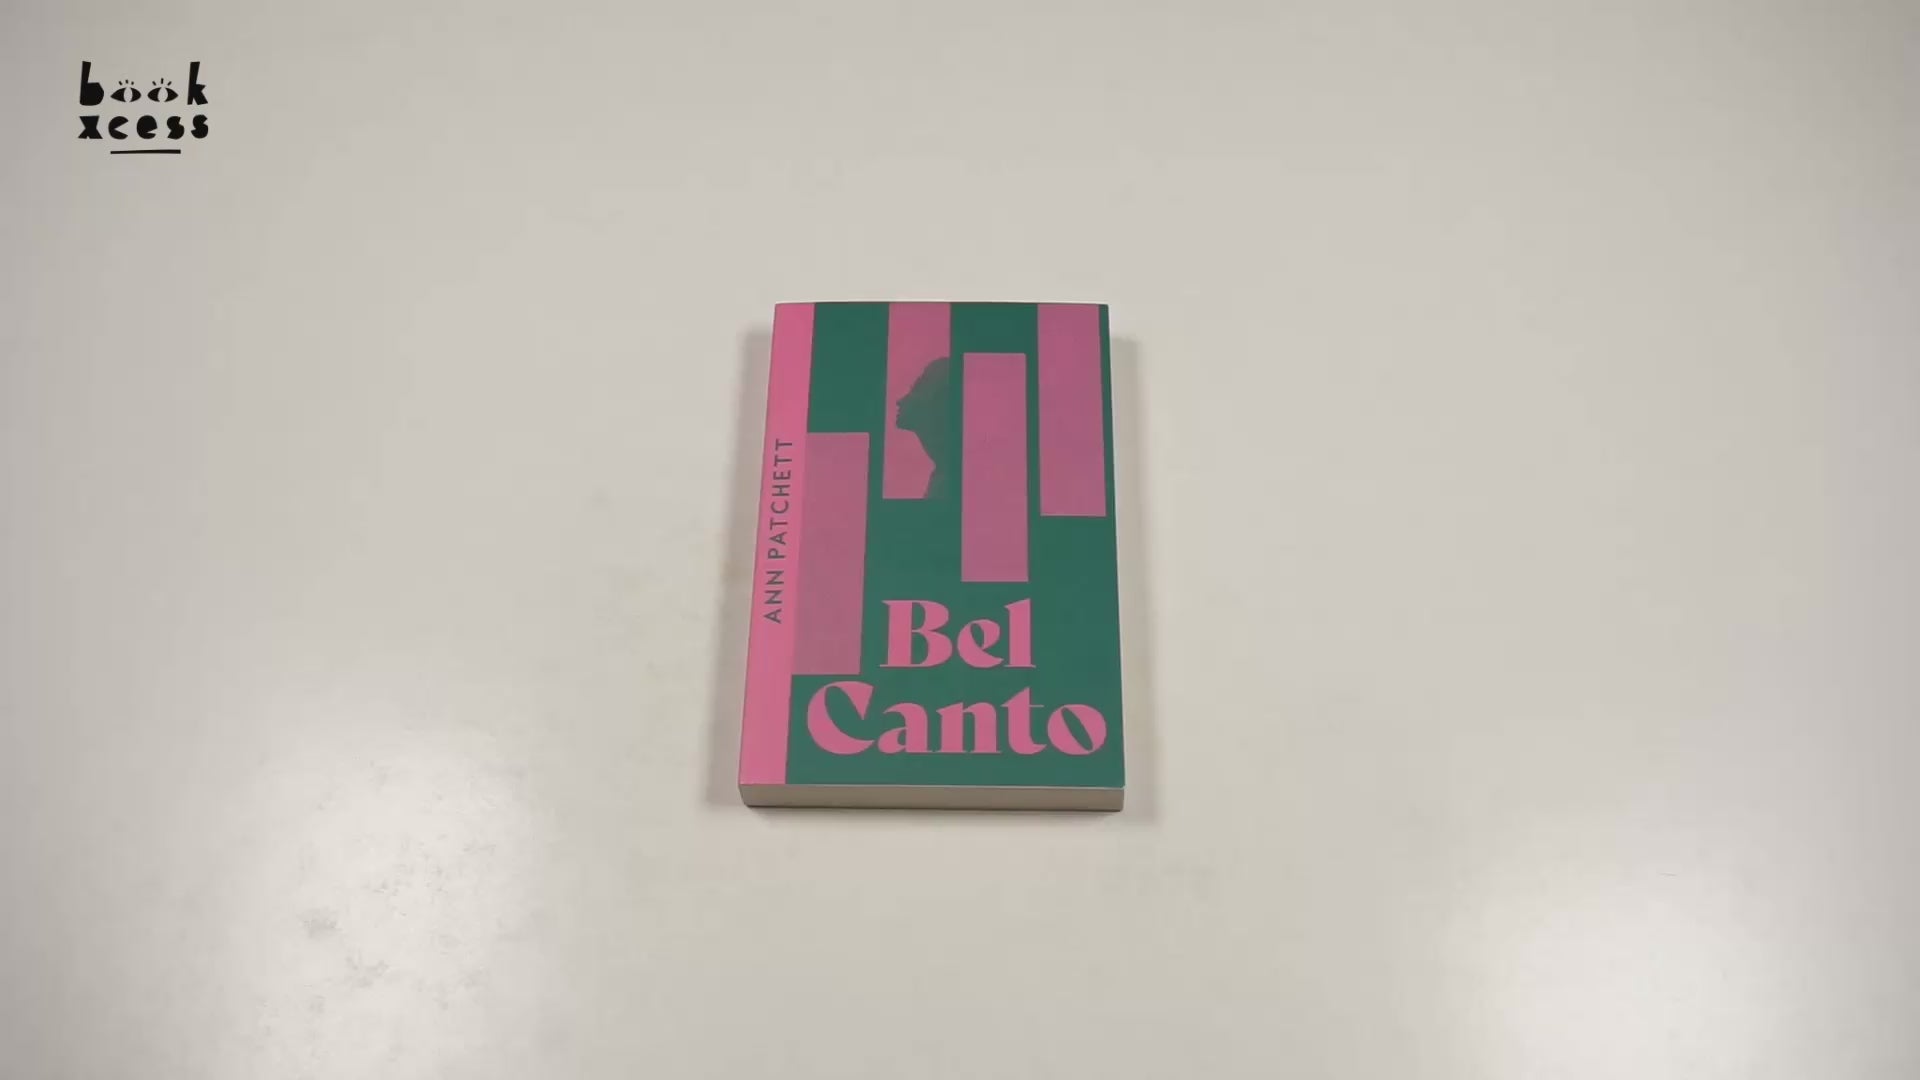 book
xcess
ANN PATCHETT
Bel
Canto